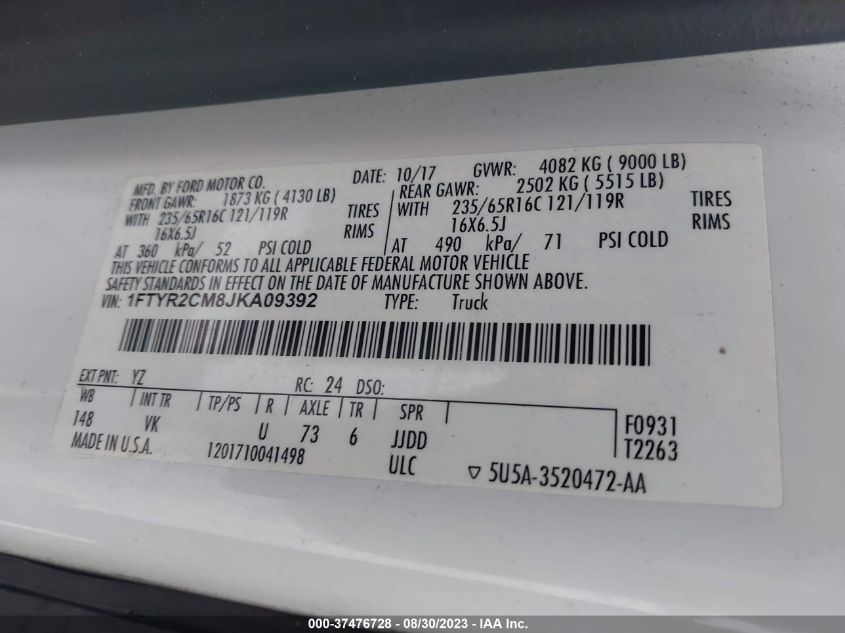 MFD. BY FORD MOTOR CO. DATE: 10/17 GVWR: 4082 KG ( 9000 LB)
FRONT GAWR: 1873 KG ( 4130 LB) REAR GAWR: 2502 KG ( 5515 LB)
WITH 235/65R16C 121/119R TIRES WITH 235/65R16C 121/119R TIRES
16X6.5J RIMS 16X6.5J RIMS
AT 360 kPa/ 52 PSI COLD AT 490 kPa/ 71 PSI COLD
THIS VEHICLE CONFORMS TO ALL APPLICABLE FEDERAL MOTOR VEHICLE
SAFETY STANDARDS IN EFFECT ON THE DATE OF MANUFACTURE SHOWN ABOVE.
VIN: 1FTYR2CM8JKA09392 TYPE: Truck
EXT PNT: YZ RC: 24 DSO:
WB INT TR TP/PS R AXLE TR SPR
148 VK U 73 6 JJDD F0931
MADE IN U.S.A. 1201710041498 ULC T2263
▽ 5U5A-3520472-AA
000-37476728 - 08/30/2023 - IAA Inc.